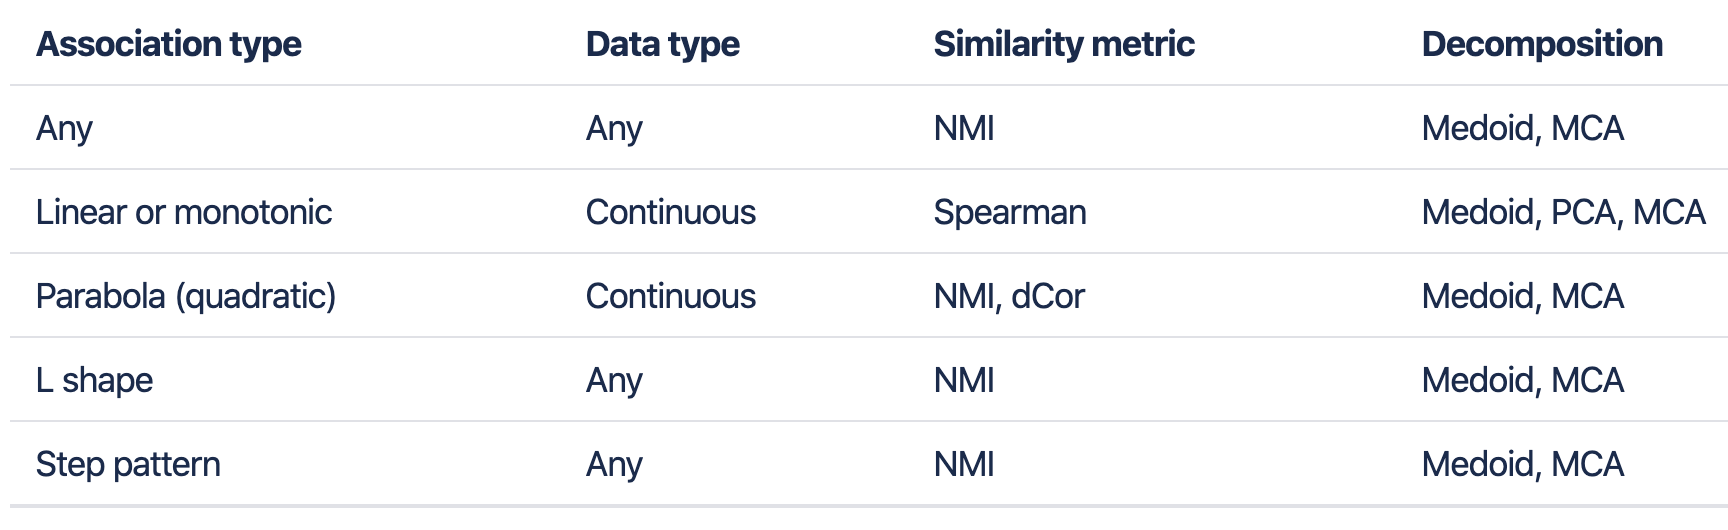 Association type Data type Similarity metric Decomposition
Any Any NMI Medoid, MCA
Linear or monotonic Continuous Spearman Medoid, PCA, MCA
Parabola (quadratic) Continuous NMI, dCor Medoid, MCA
L shape Any NMI Medoid, MCA
Step pattern Any NMI Medoid, MCA